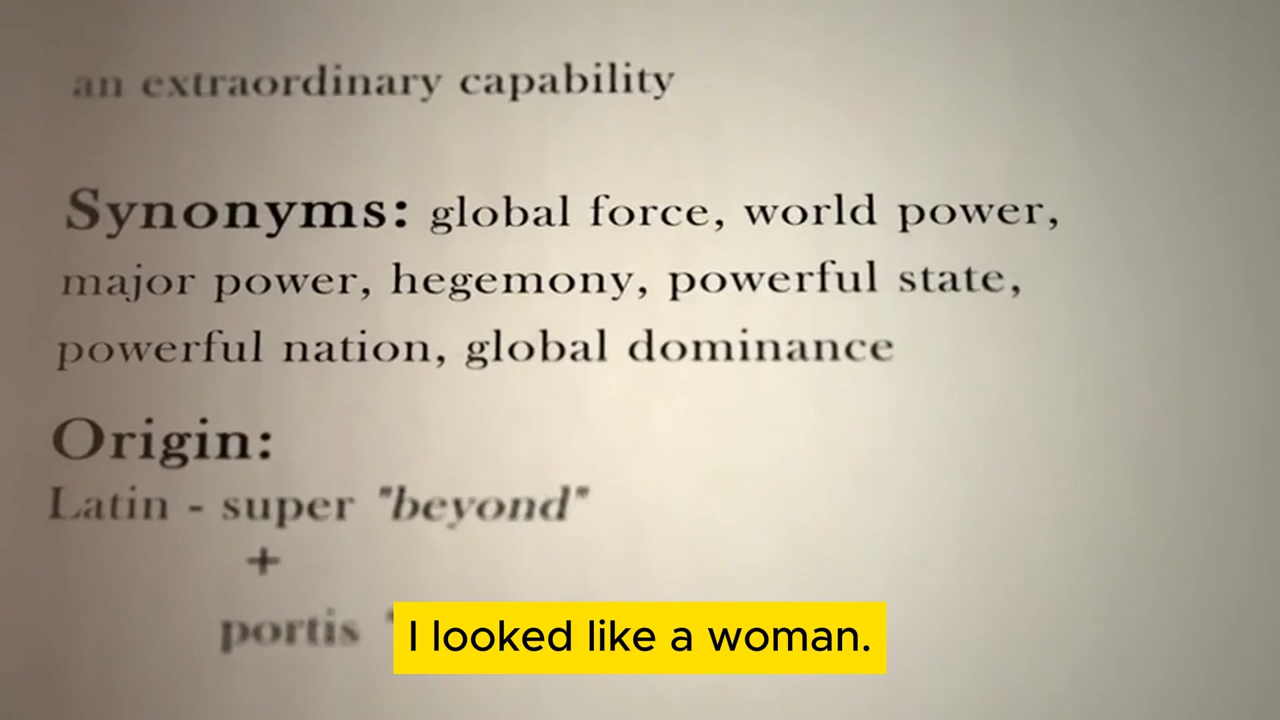 an extraordinary capability
Synonyms: global force, world power,
major power, hegemony, powerful state,
powerful nation, global dominance
Origin:
Latin - super "beyond"
+
portis "
I looked like a woman.